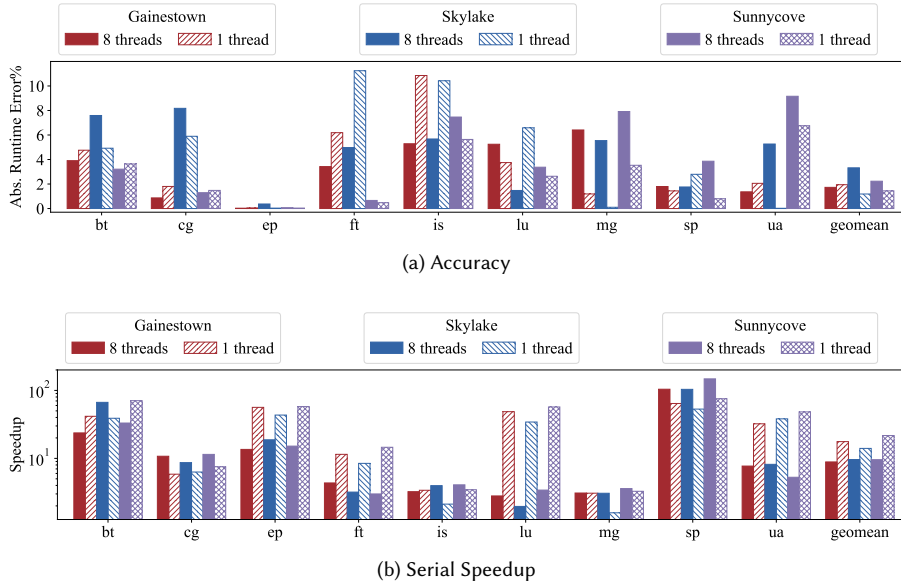 Gainestown
8 threads 1 thread
Skylake
8 threads 1 thread
Sunnycove
8 threads 1 thread
Abs. Runtime Error%
10
8
6
4
2
0
bt cg ep ft is lu mg sp ua geomean
(a) Accuracy
Gainestown
8 threads 1 thread
Skylake
8 threads 1 thread
Sunnycove
8 threads 1 thread
Speedup
10²
10¹
bt cg ep ft is lu mg sp ua geomean
(b) Serial Speedup